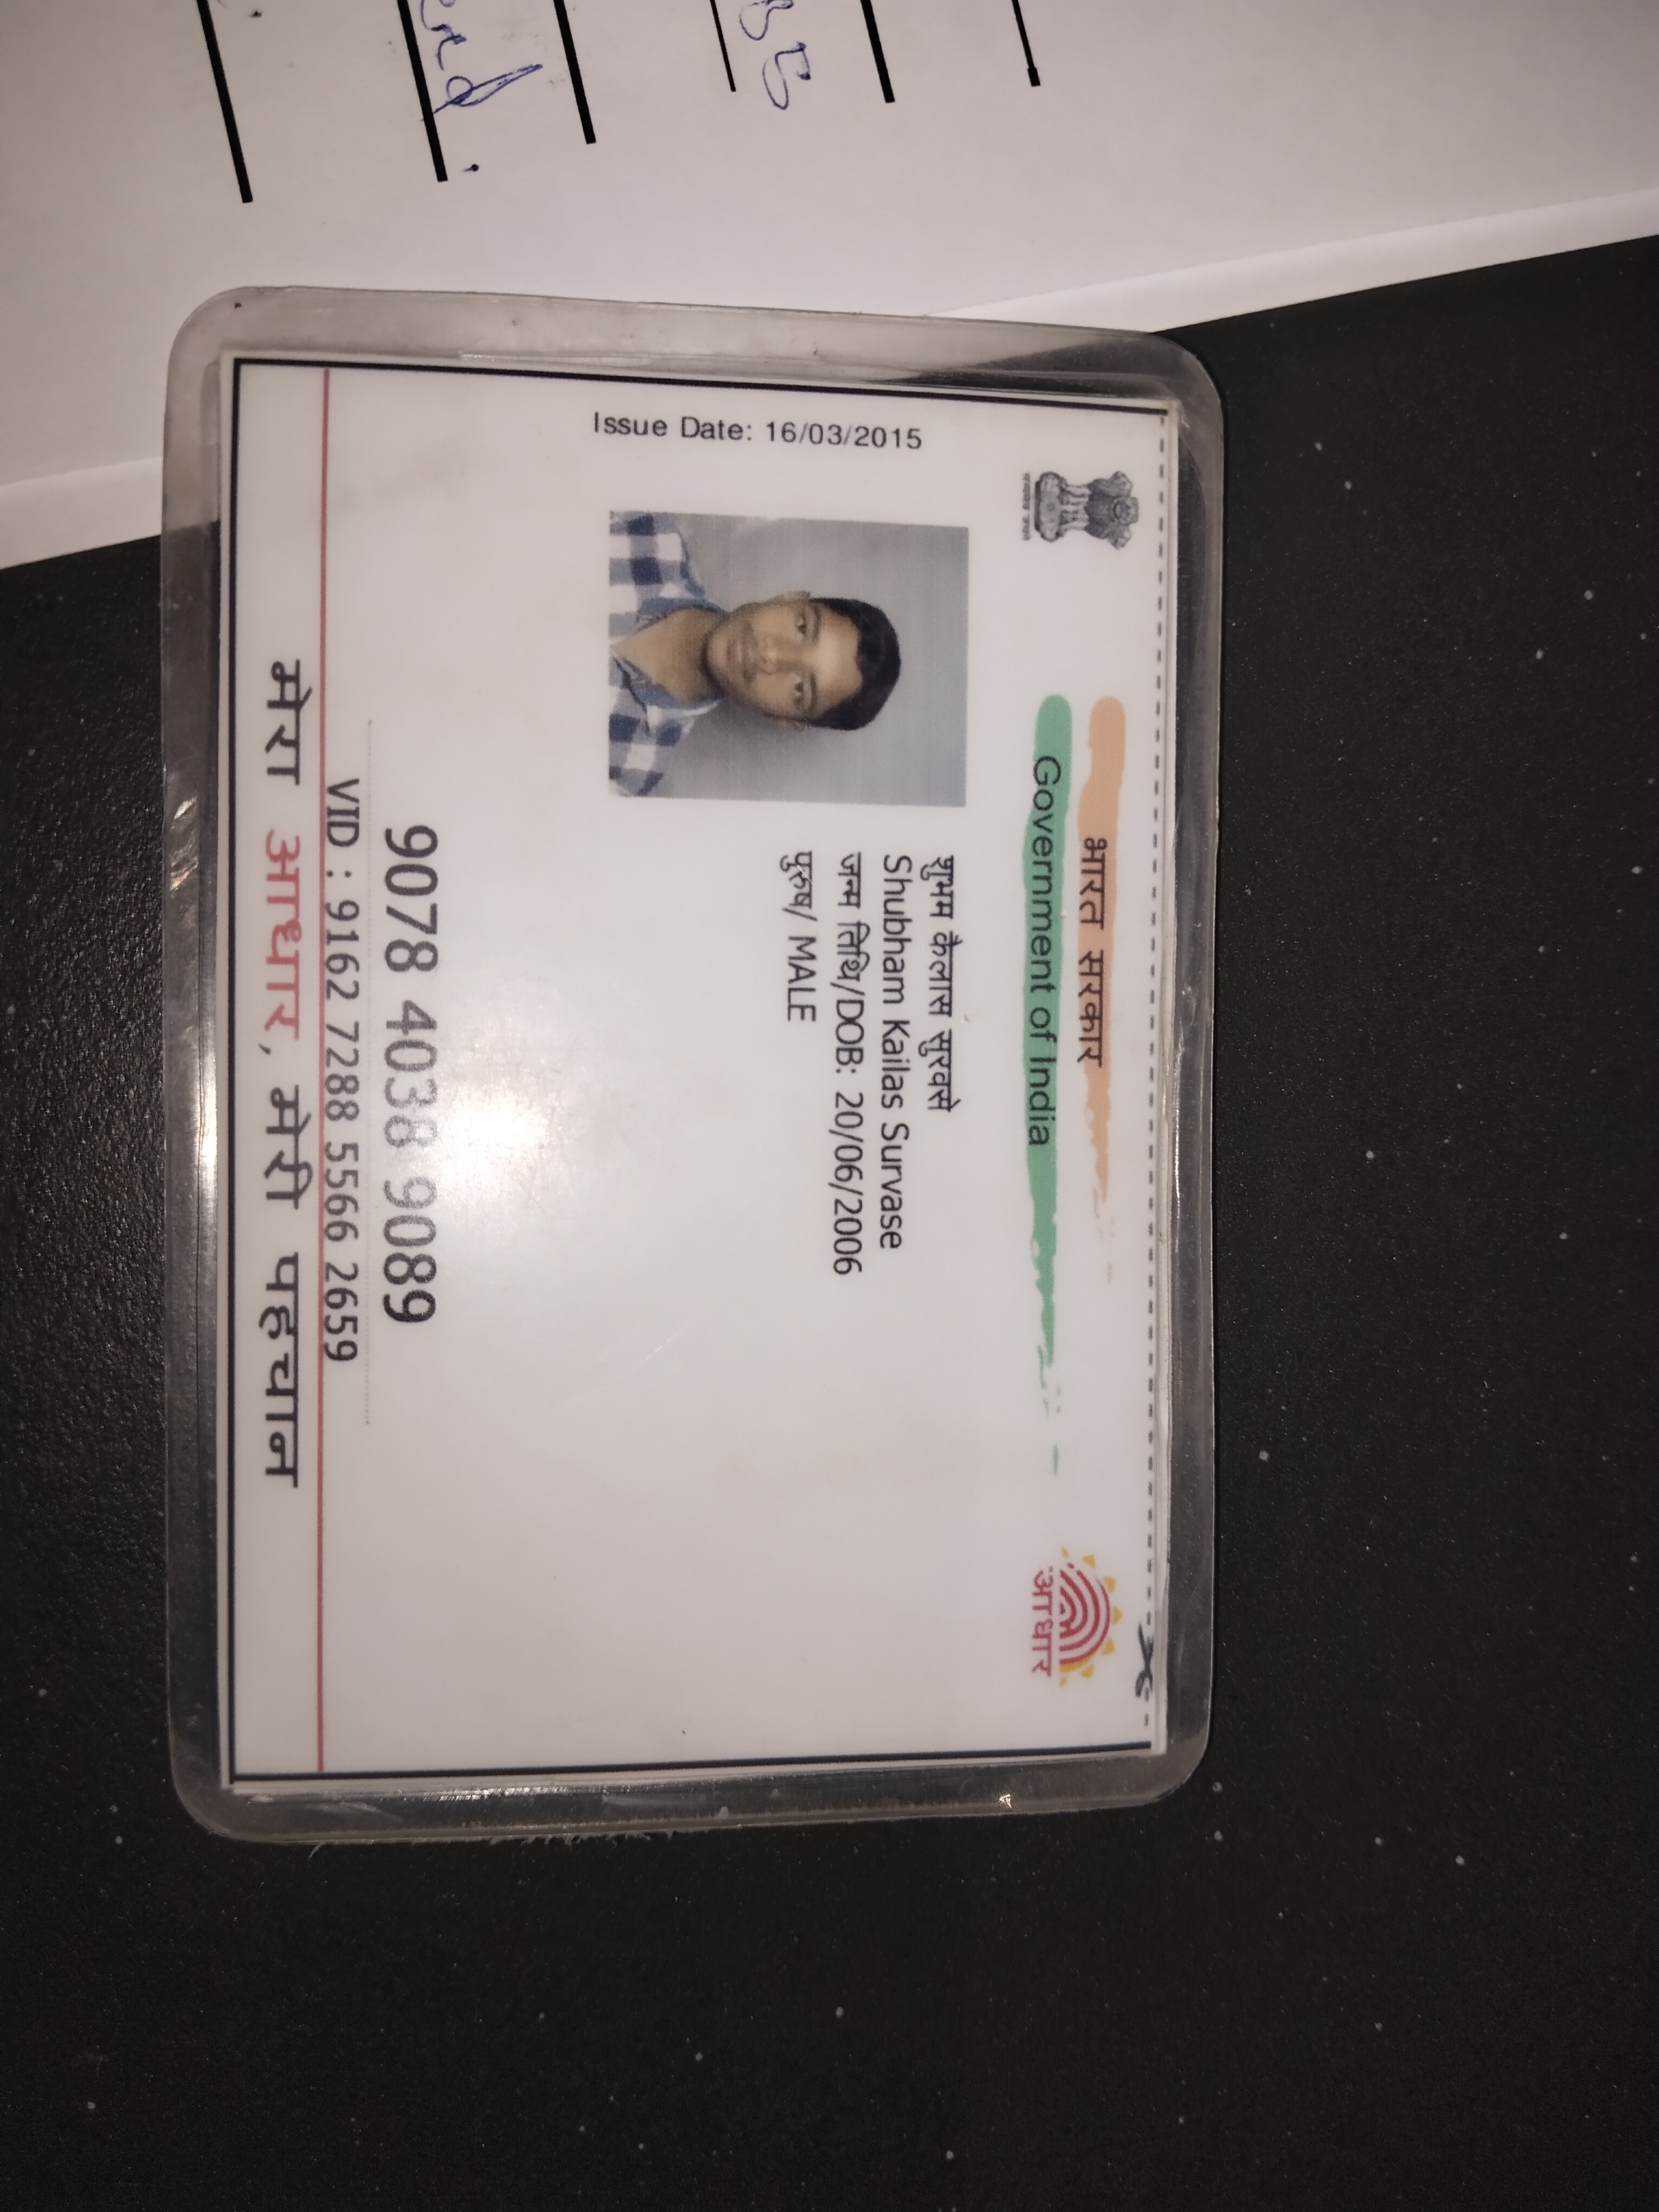 भारत सरकार
Government of India
Issue Date: 16/03/2015
शुभम कैलास सुरवसे
Shubham Kailas Survase
जन्म तिथि/DOB: 20/06/2006
पुरुष/ MALE
9078 4038 9089
VID : 9162 7288 5566 2659
मेरा आधार, मेरी पहचान
आधार